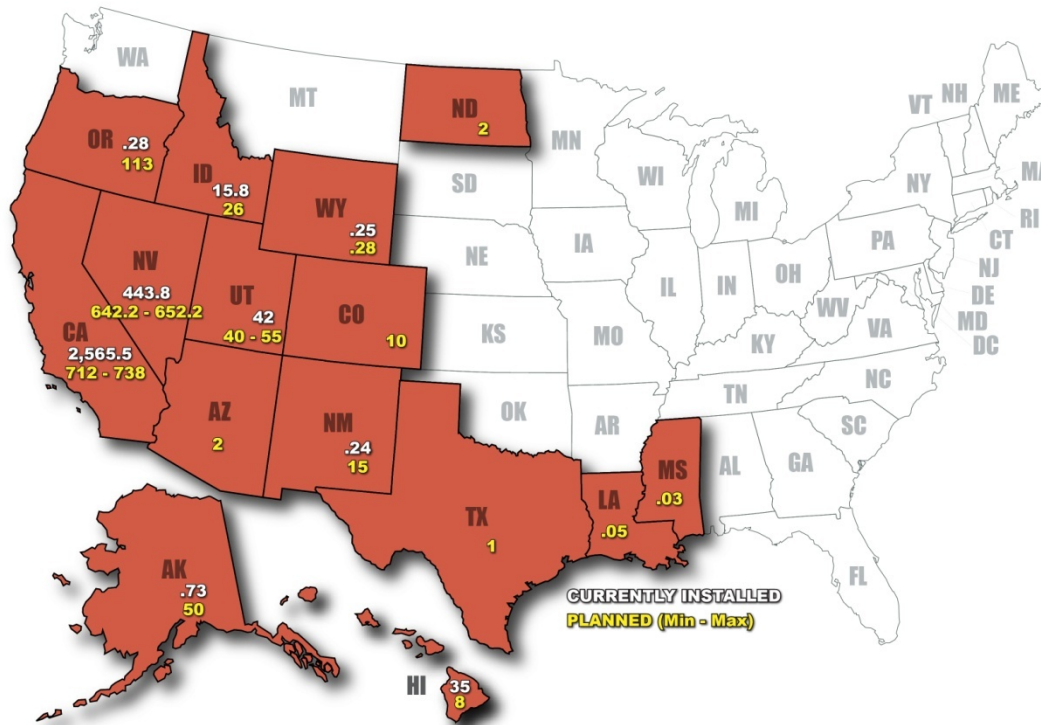 WA
MT
ND
2
MN
VT
NH
ME
OR
.28
113
ID
15.8
26
WY
.25
.28
SD
WI
MI
NY
MA
RI
CT
NV
443.8
642.2 - 652.2
UT
42
40 - 55
CO
10
NE
IA
IL
IN
OH
PA
NJ
DE
MD
DC
WV
VA
CA
2,565.5
712 - 738
KS
MO
KY
NC
TN
AZ
2
NM
.24
15
OK
AR
SC
MS
.03
AL
GA
TX
1
LA
.05
FL
AK
.73
50
CURRENTLY INSTALLED
PLANNED (Min - Max)
HI
35
8